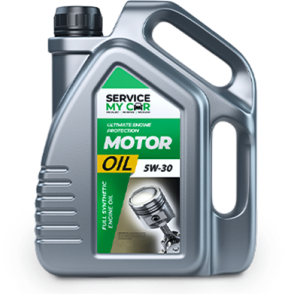 SERVICE
MY CAR
ULTIMATE ENGINE
PROTECTION
MOTOR
OIL
5W-30
FULL SYNTHETIC
ENGINE OIL